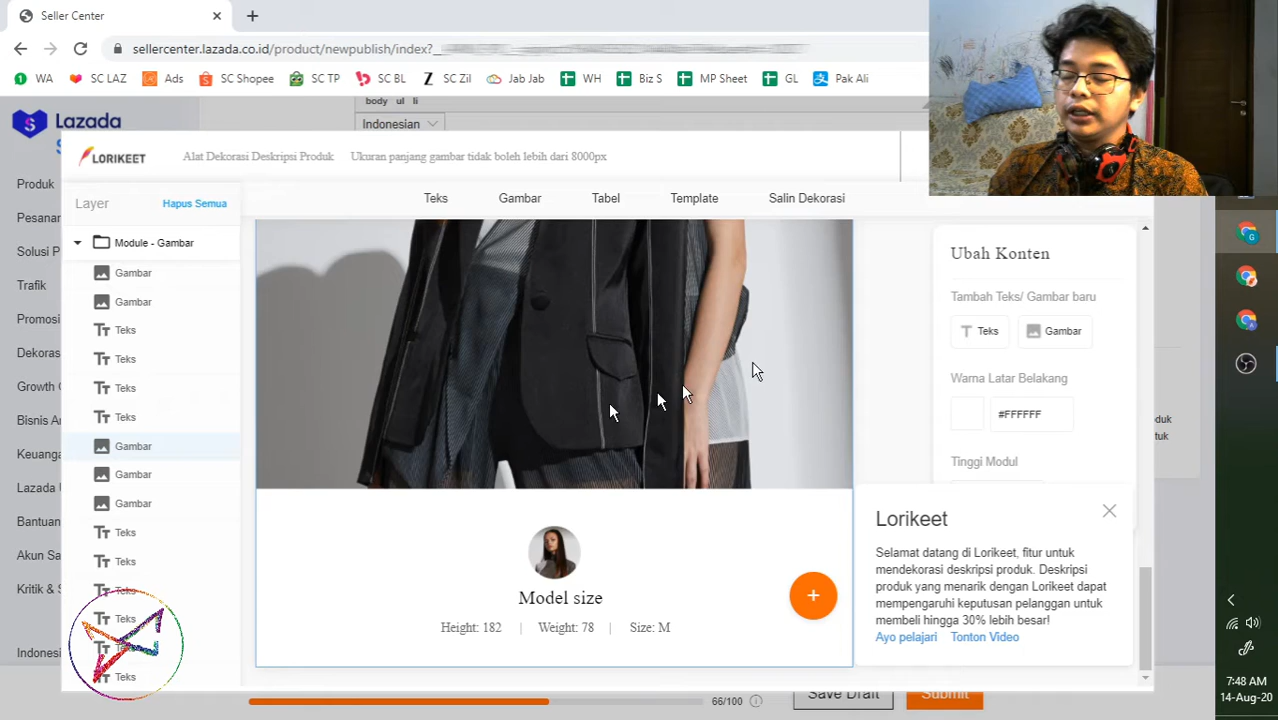 Seller Center
sellercenter.lazada.co.id/product/newpublish/index?_
WA SC LAZ Ads SC Shopee SC TP SC BL SC Zil Jab Jab WH Biz S MP Sheet GL Pak Ali
body ul li
Indonesian
Lazada
LORIKEET Alat Dekorasi Deskripsi Produk Ukuran panjang gambar tidak boleh lebih dari 8000px
Teks Gambar Tabel Template Salin Dekorasi
Layer Hapus Semua
Module - Gambar
Gambar
Gambar
Teks
Teks
Teks
Teks
Gambar
Gambar
Gambar
Teks
Teks
Teks
Teks
Teks
Produk
Pesana
Solusi P
Trafik
Promosi
Dekoras
Growth C
Bisnis A
Keuanga
Lazada U
Bantuan
Akun Sa
Kritik & S
Indones
Ubah Konten
Tambah Teks/ Gambar baru
Teks Gambar
Warna Latar Belakang
#FFFFFF
Tinggi Modul
Model size
Height: 182 | Weight: 78 | Size: M
+
Lorikeet
Selamat datang di Lorikeet, fitur untuk
mendekorasi deskripsi produk. Deskripsi
produk yang menarik dengan Lorikeet dapat
mempengaruhi keputusan pelanggan untuk
membeli hingga 30% lebih besar!
Ayo pelajari Tonton Video
duk
tuk
66/100
Save Draft Submit
7:48 AM
14-Aug-20